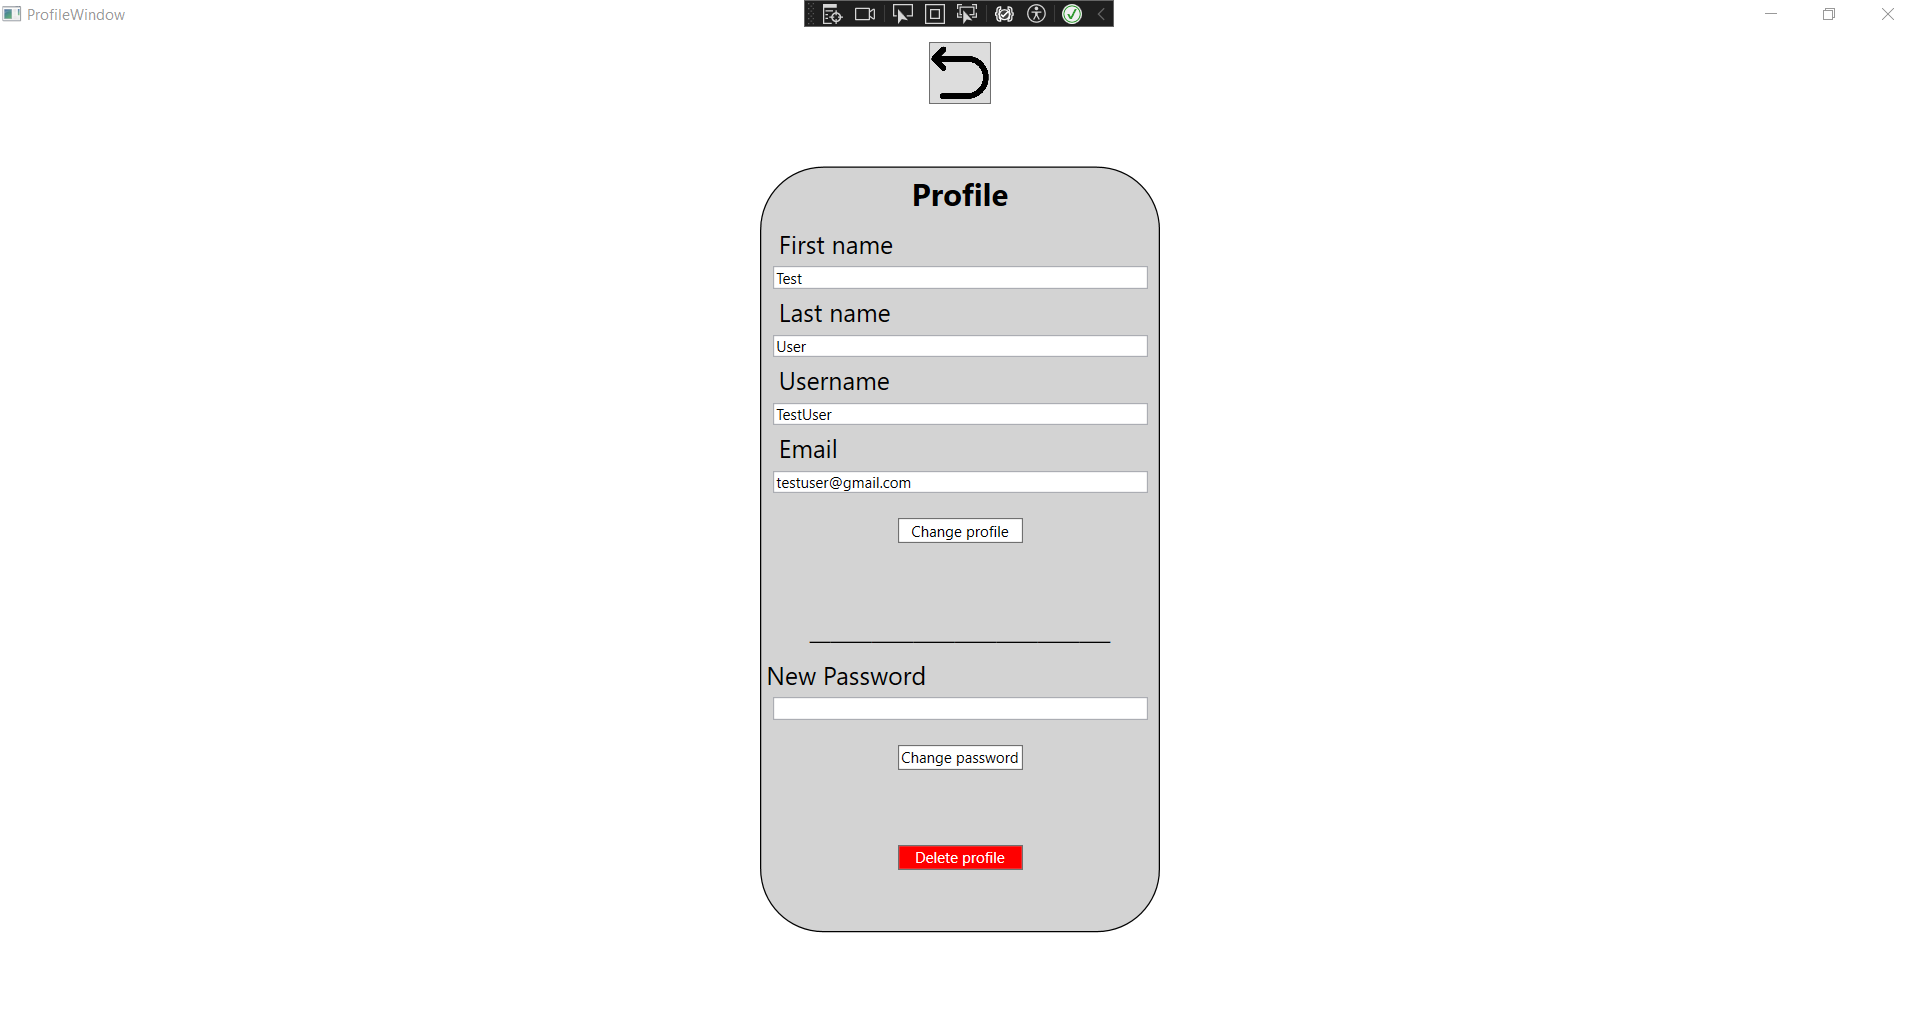 ProfileWindow
Profile
First name
Test
Last name
User
Username
TestUser
Email
testuser@gmail.com
Change profile
New Password
Change password
Delete profile